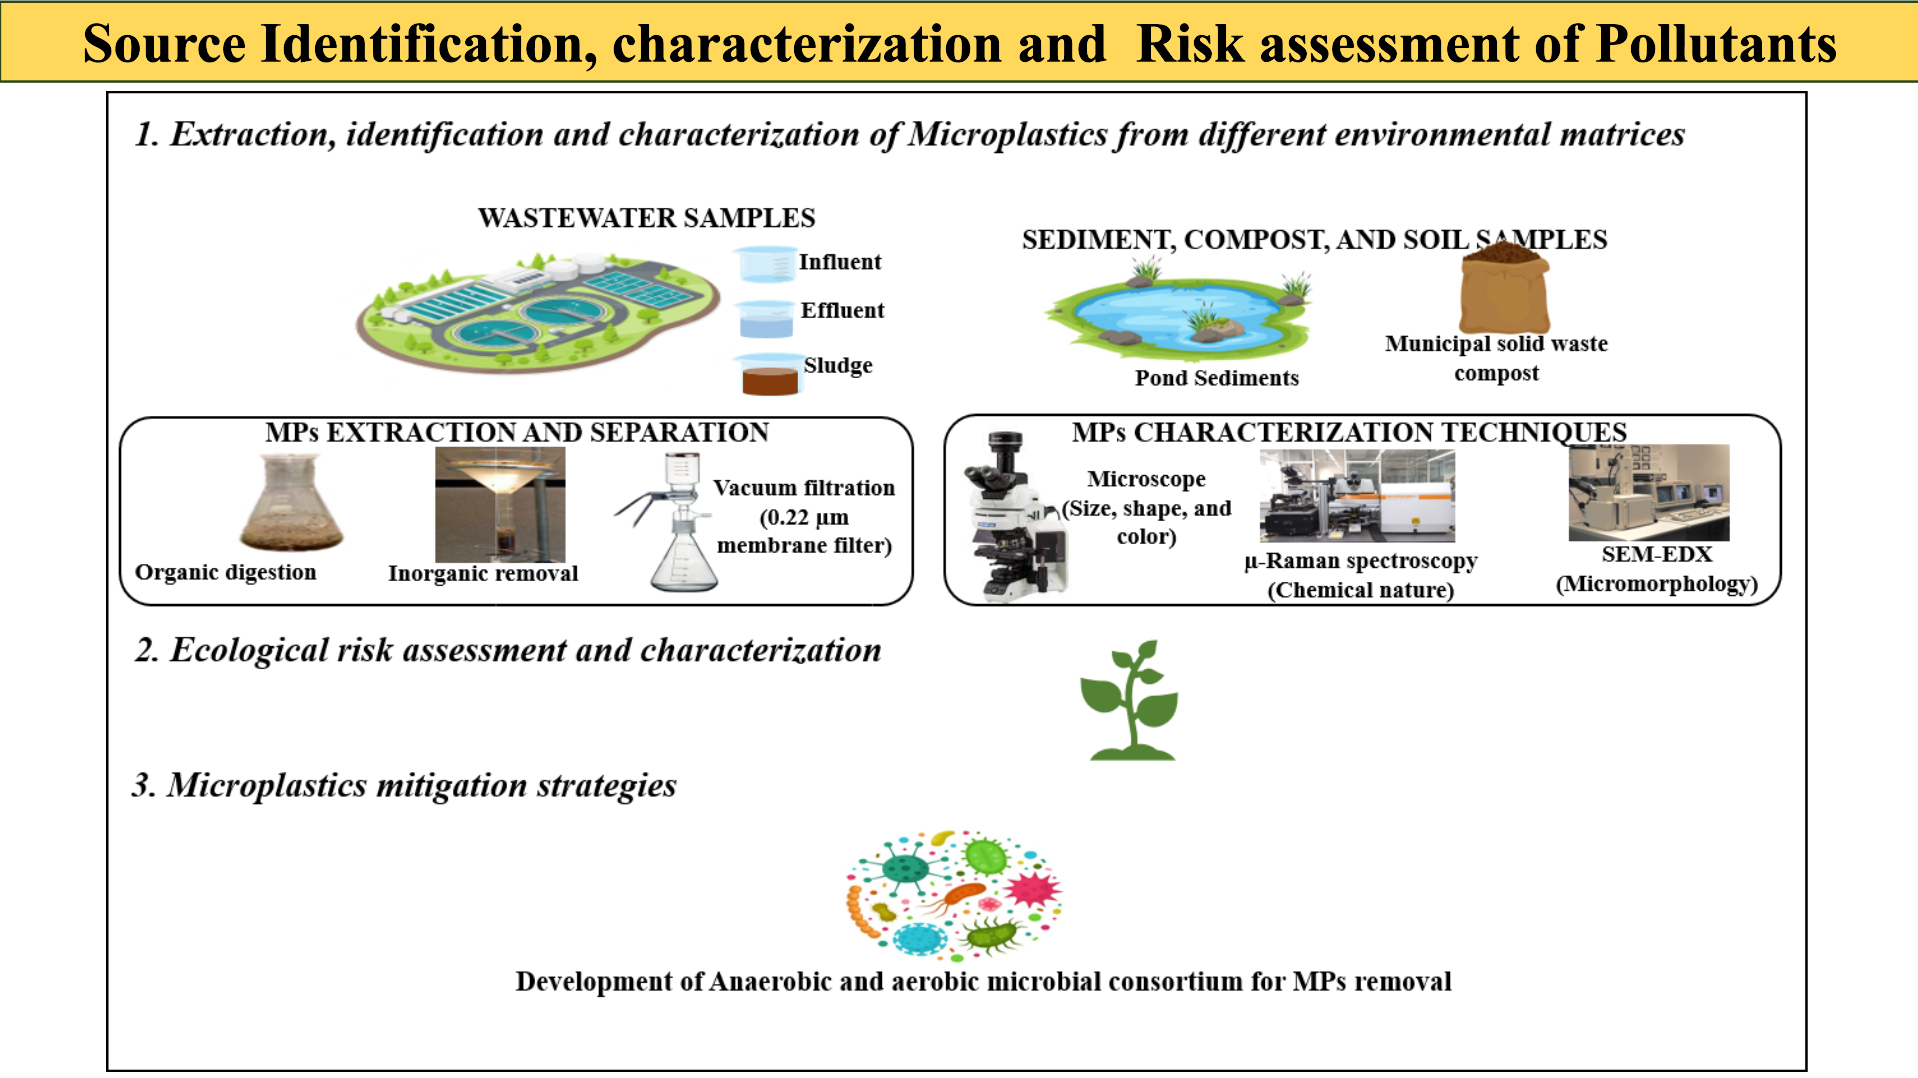 Source Identification, characterization and Risk assessment of Pollutants
1. Extraction, identification and characterization of Microplastics from different environmental matrices
WASTEWATER SAMPLES
Influent
Effluent
Sludge
SEDIMENT, COMPOST, AND SOIL SAMPLES
Pond Sediments
Municipal solid waste
compost
MPs EXTRACTION AND SEPARATION
Organic digestion
Inorganic removal
Vacuum filtration
(0.22 μm
membrane filter)
MPs CHARACTERIZATION TECHNIQUES
Microscope
(Size, shape, and
color)
μ-Raman spectroscopy
(Chemical nature)
SEM-EDX
(Micromorphology)
2. Ecological risk assessment and characterization
3. Microplastics mitigation strategies
Development of Anaerobic and aerobic microbial consortium for MPs removal